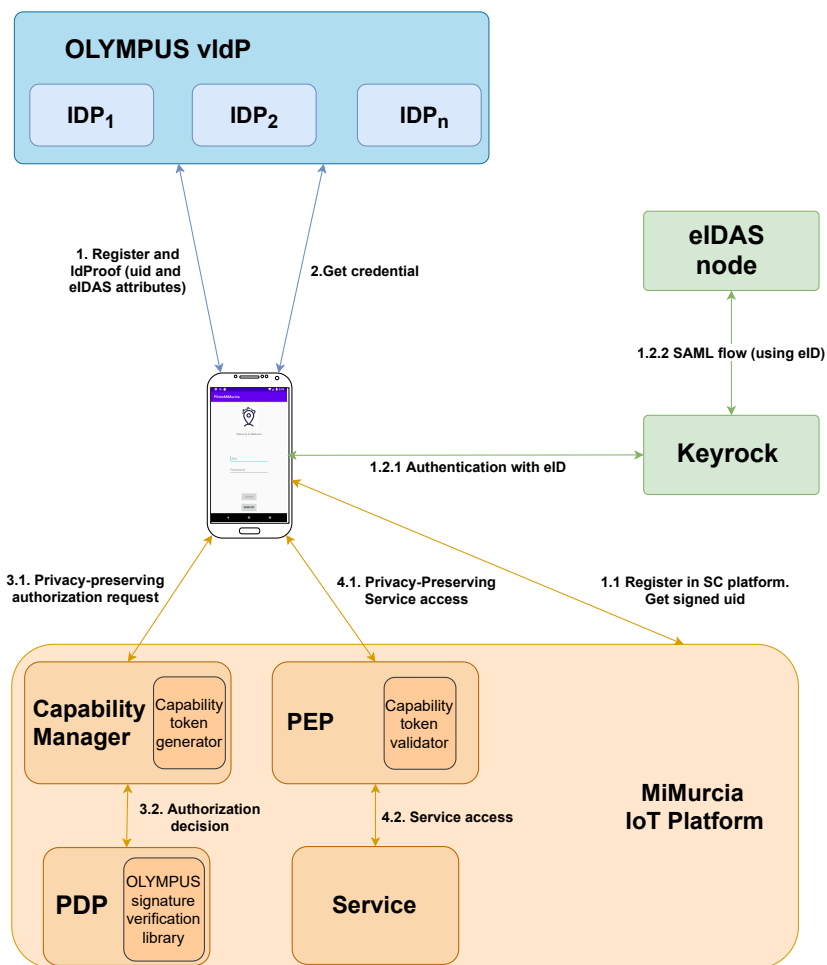 OLYMPUS vIdP
IDP1
IDP2
IDPn
1. Register and
IdProof (uid and
eIDAS attributes)
2.Get credential
eIDAS
node
1.2.2 SAML flow (using eID)
Keyrock
1.2.1 Authentication with eID
3.1. Privacy-preserving
authorization request
4.1. Privacy-Preserving
Service access
1.1 Register in SC platform.
Get signed uid
Capability
Manager
Capability
token
generator
PEP
Capability
token
validator
MiMurcia
IoT Platform
3.2. Authorization
decision
4.2. Service access
PDP
OLYMPUS
signature
verification
library
Service